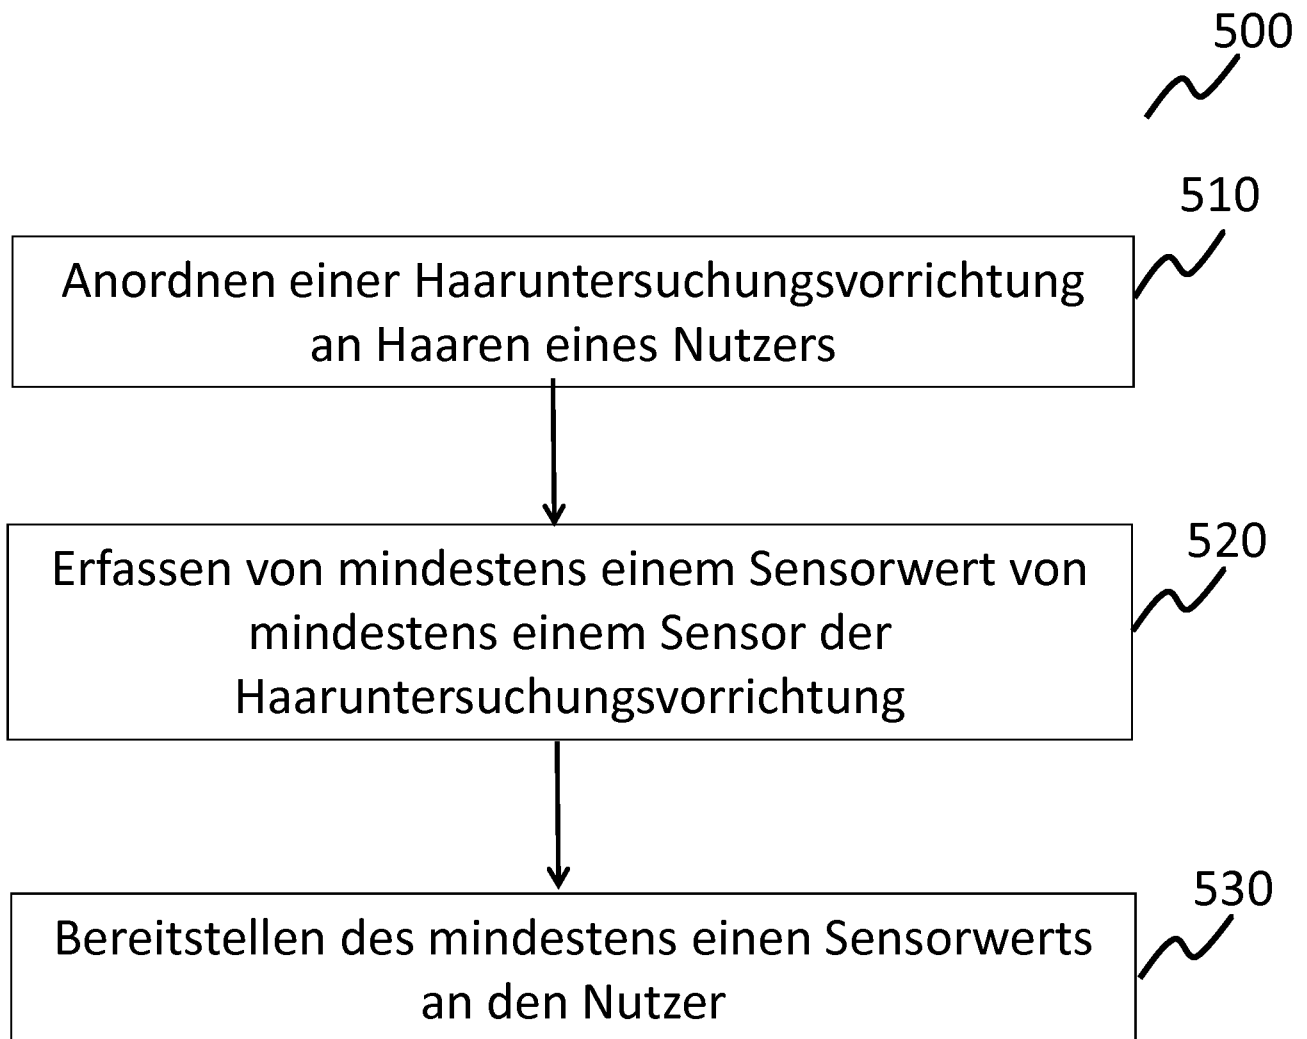 500
510
Anordnen einer Haaruntersuchungsvorrichtung
an Haaren eines Nutzers
520
Erfassen von mindestens einem Sensorwert von
mindestens einem Sensor der
Haaruntersuchungsvorrichtung
530
Bereitstellen des mindestens einen Sensorwerts
an den Nutzer